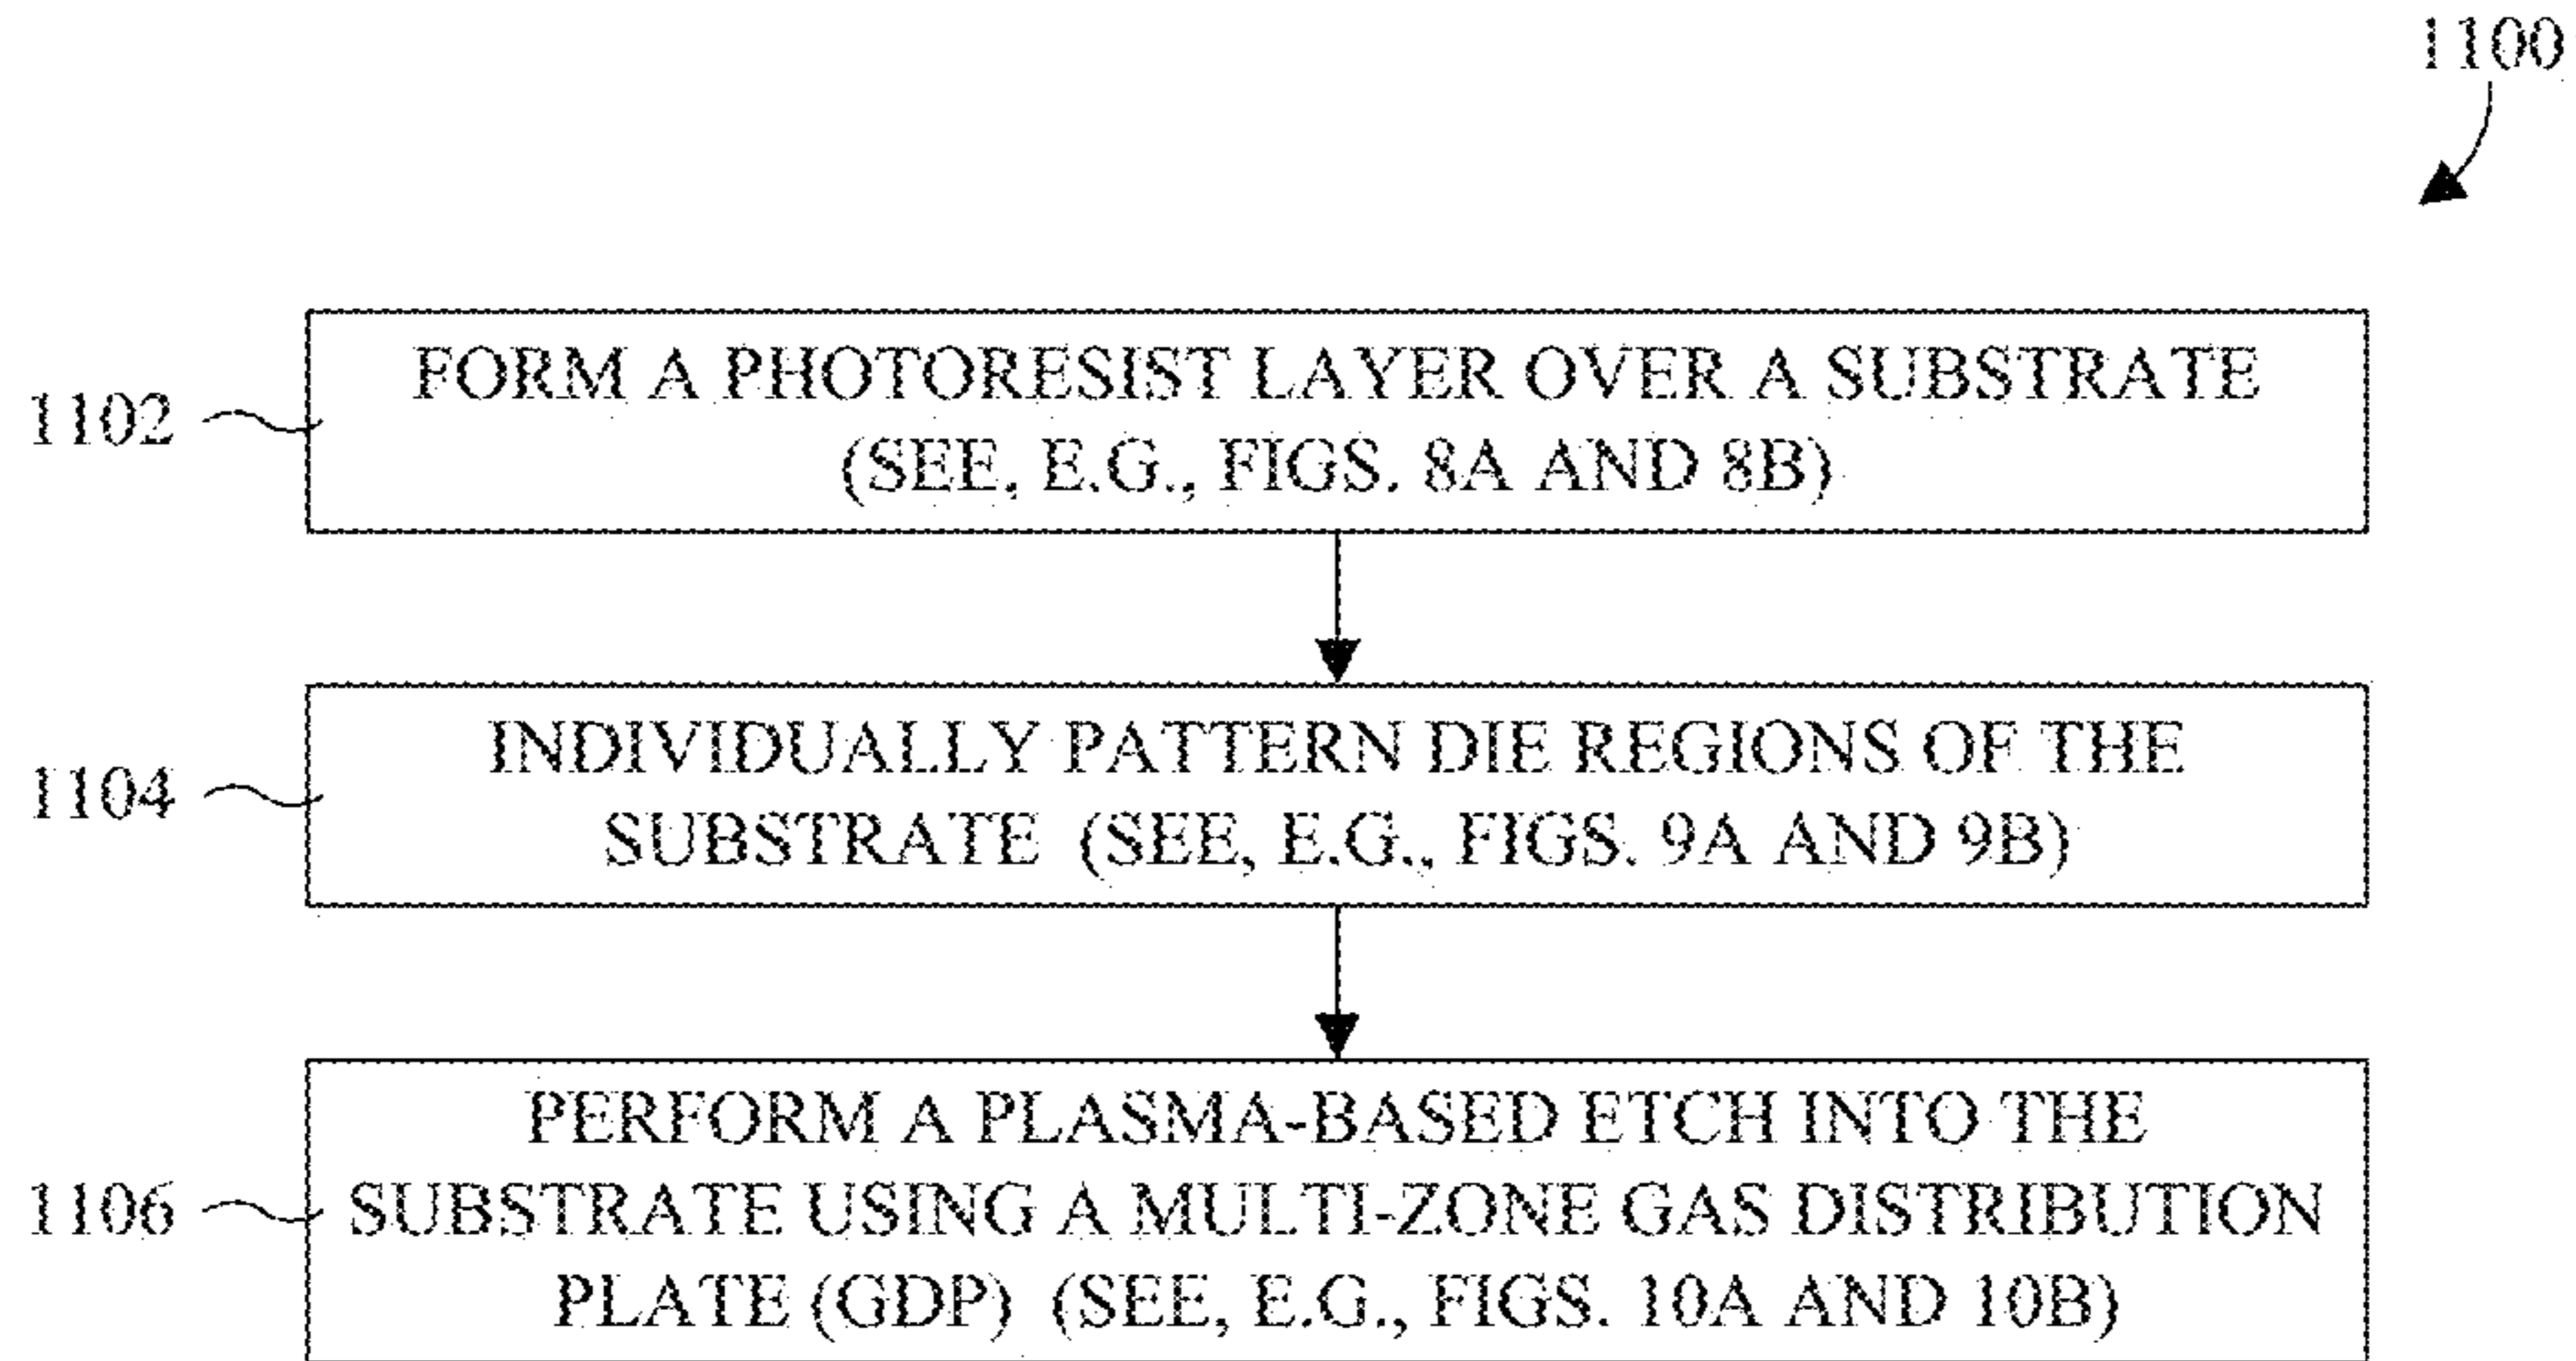 1100
1102
FORM A PHOTORESIST LAYER OVER A SUBSTRATE
(SEE, E.G., FIGS. 8A AND 8B)
1104
INDIVIDUALLY PATTERN DIE REGIONS OF THE
SUBSTRATE (SEE, E.G., FIGS. 9A AND 9B)
1106
PERFORM A PLASMA-BASED ETCH INTO THE
SUBSTRATE USING A MULTI-ZONE GAS DISTRIBUTION
PLATE (GDP) (SEE, E.G., FIGS. 10A AND 10B)